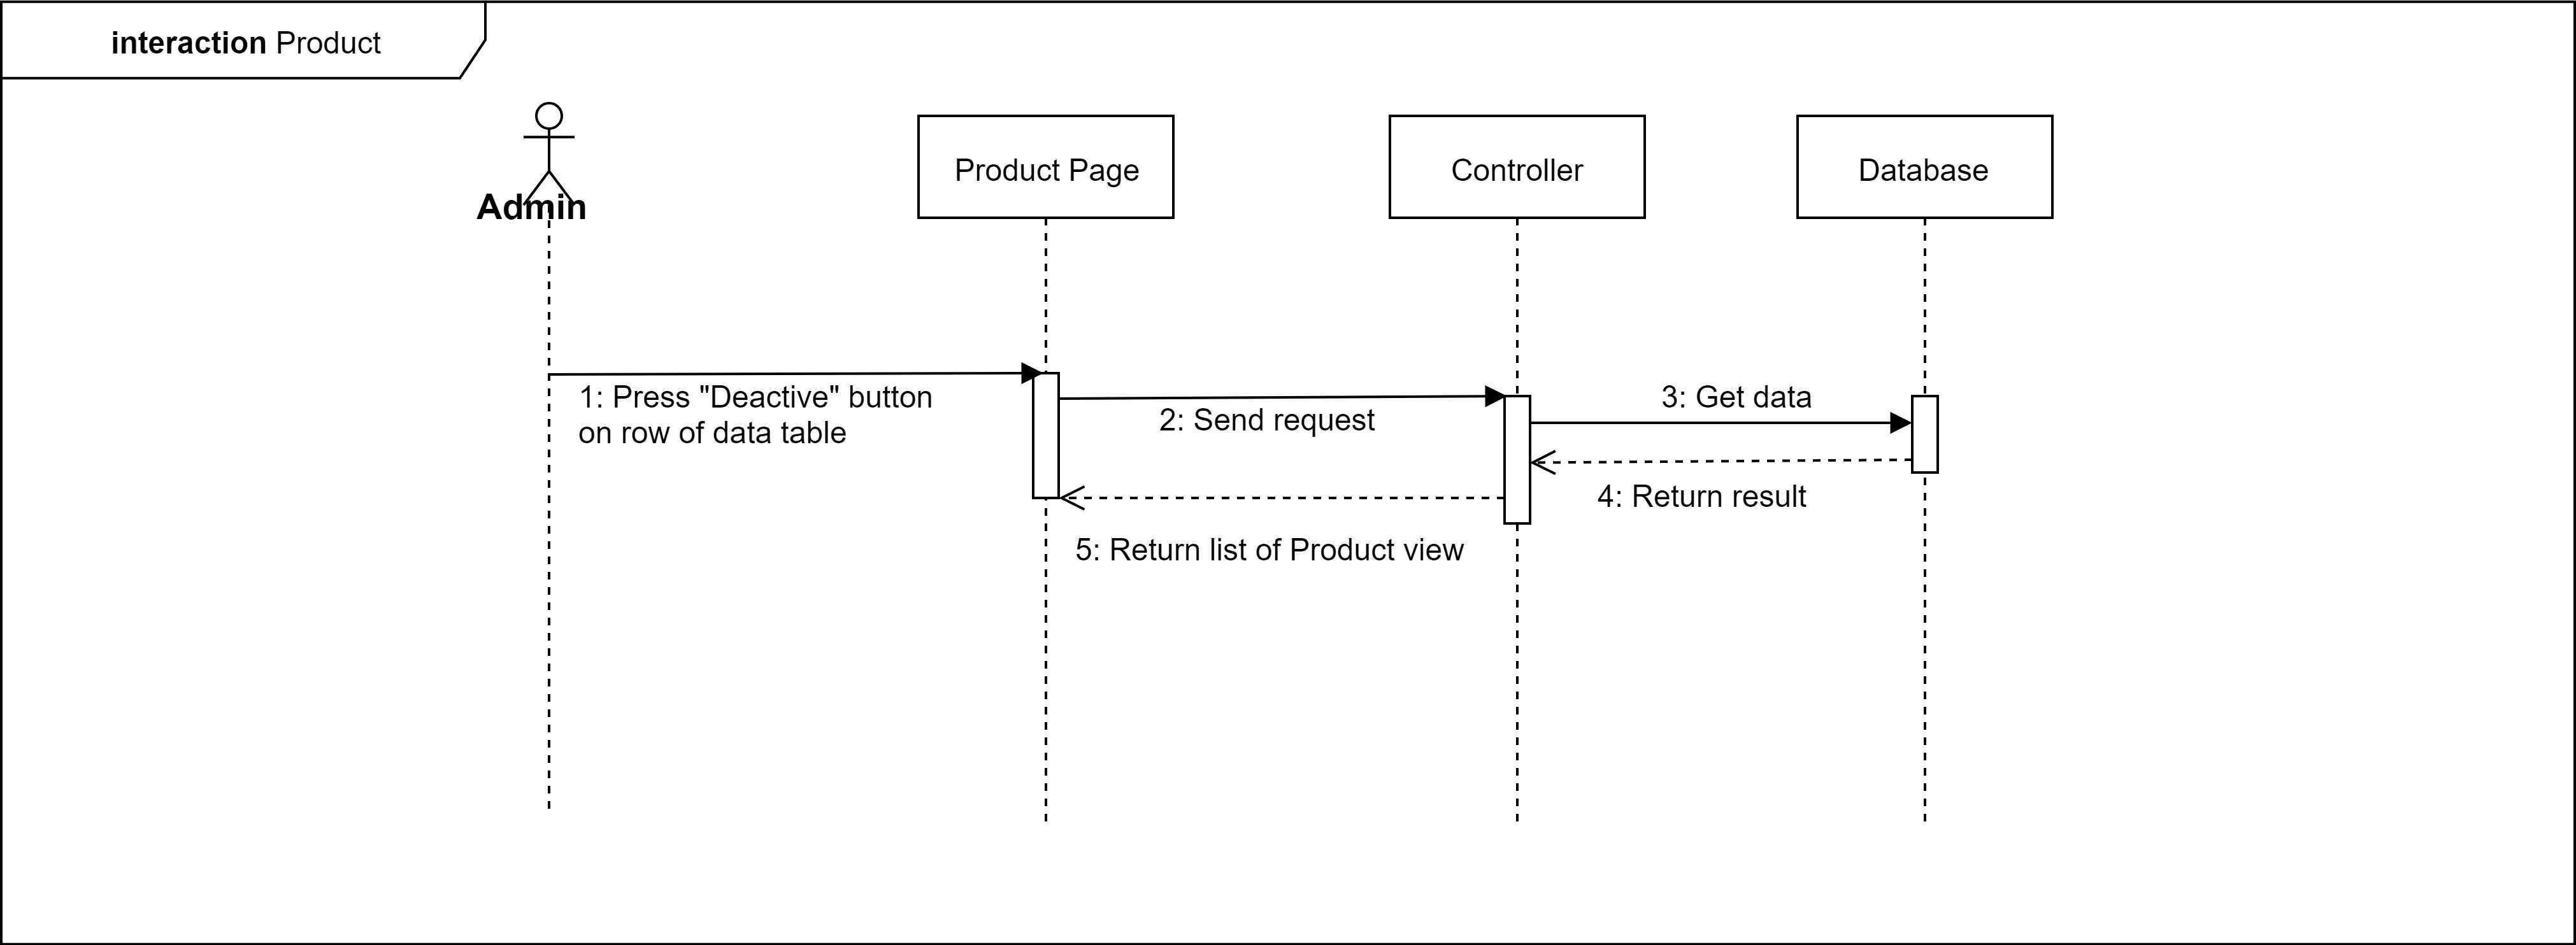 interaction Product
Admin
Product Page
Controller
Database
1: Press "Deactive" button
on row of data table
2: Send request
3: Get data
4: Return result
5: Return list of Product view